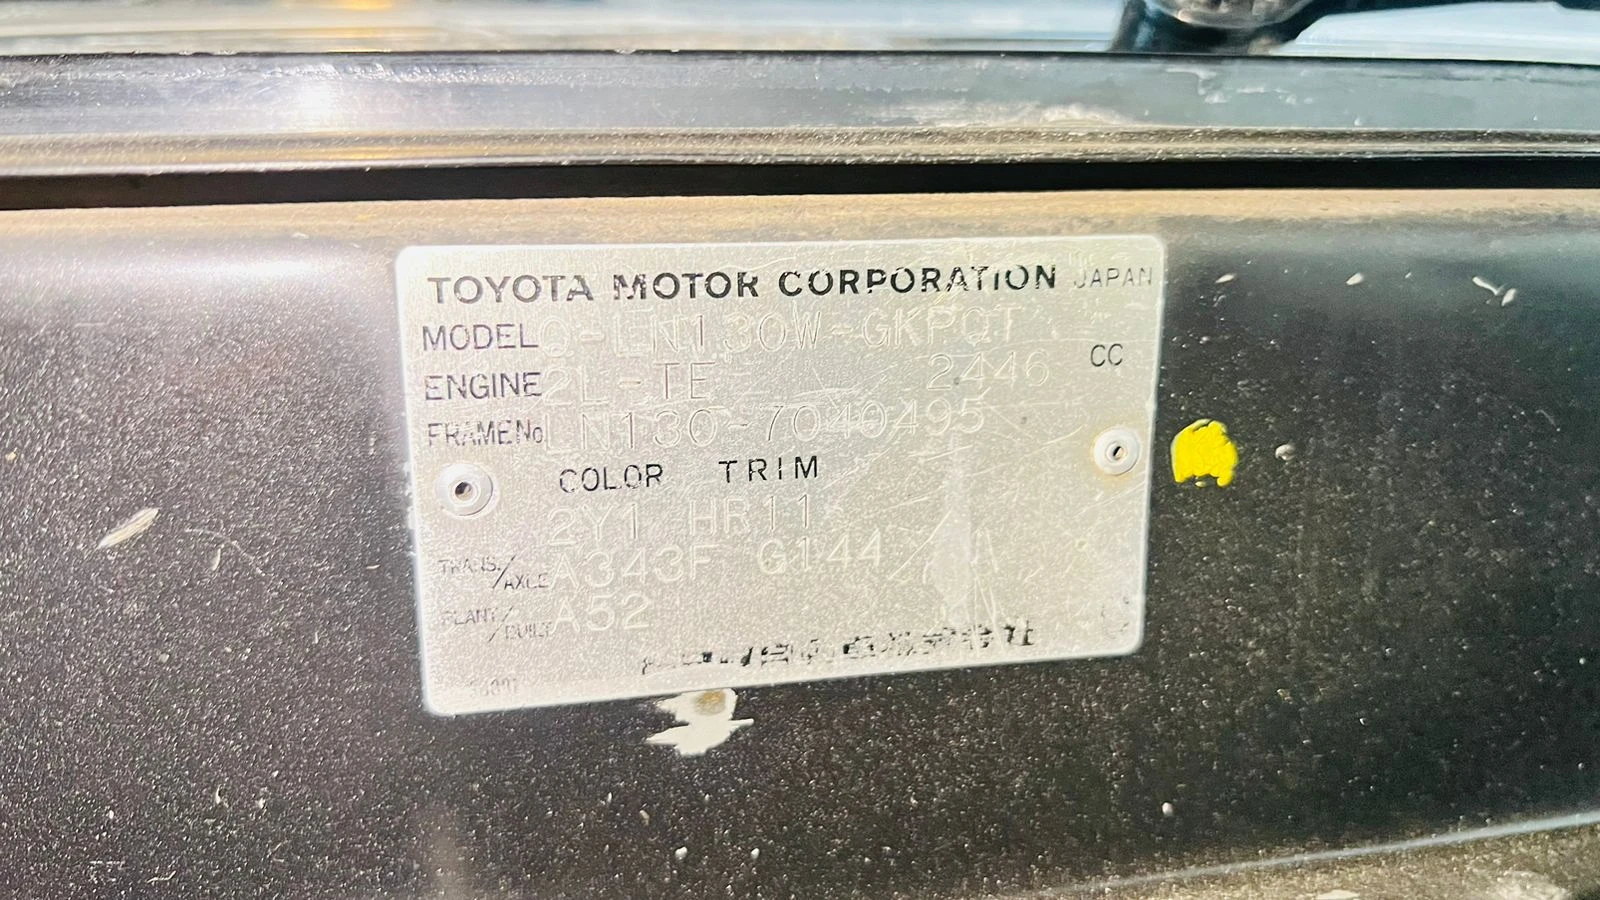 TOYOTA MOTOR CORPORATION JAPAN
MODEL Q-LN130W-GKPQT
ENGINE 2L-TE 2446 CC
FRAME No. LN130-7040495
COLOR TRIM
2Y1 HR11
TRANS./AXLE A343F G144
PLANT/BUILT A52